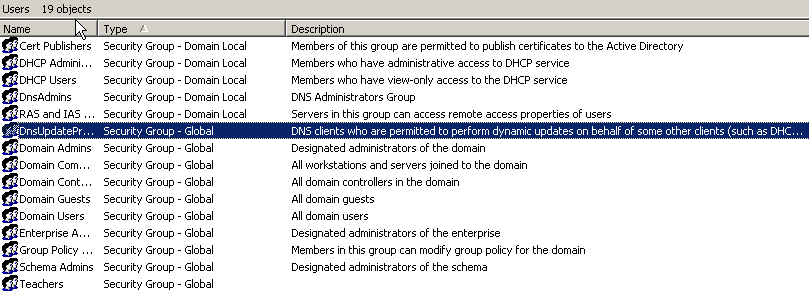 Users 19 objects
Name Type Description
Cert Publishers Security Group - Domain Local Members of this group are permitted to publish certificates to the Active Directory
DHCP Admini... Security Group - Domain Local Members who have administrative access to DHCP service
DHCP Users Security Group - Domain Local Members who have view-only access to the DHCP service
DnsAdmins Security Group - Domain Local DNS Administrators Group
RAS and IAS ... Security Group - Domain Local Servers in this group can access remote access properties of users
DnsUpdatePr... Security Group - Global DNS clients who are permitted to perform dynamic updates on behalf of some other clients (such as DHC...
Domain Admins Security Group - Global Designated administrators of the domain
Domain Com... Security Group - Global All workstations and servers joined to the domain
Domain Cont... Security Group - Global All domain controllers in the domain
Domain Guests Security Group - Global All domain guests
Domain Users Security Group - Global All domain users
Enterprise A... Security Group - Global Designated administrators of the enterprise
Group Policy ... Security Group - Global Members in this group can modify group policy for the domain
Schema Admins Security Group - Global Designated administrators of the schema
Teachers Security Group - Global